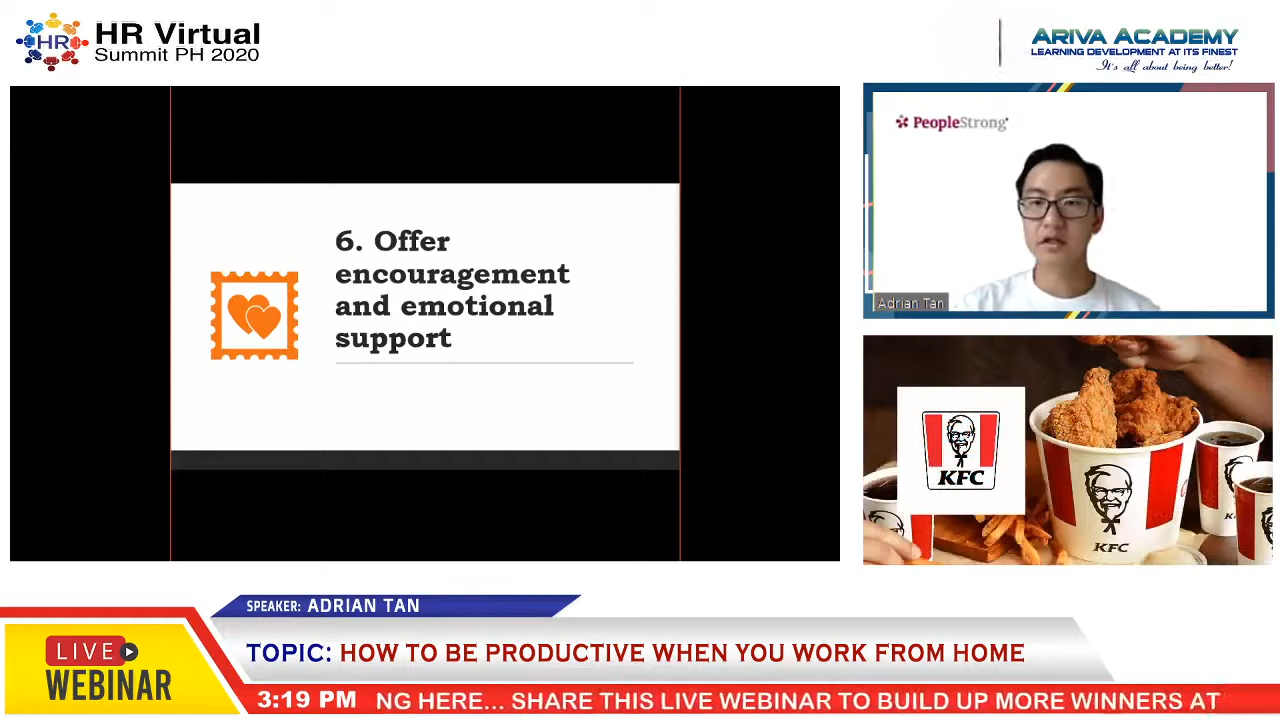 HR
HR Virtual
Summit PH 2020
ARIVA ACADEMY
LEARNING DEVELOPMENT AT ITS FINEST
It's all about being better!
PeopleStrong
6. Offer
encouragement
and emotional
support
Adrian Tan
KFC
KFC
SPEAKER: ADRIAN TAN
LIVE
WEBINAR
TOPIC: HOW TO BE PRODUCTIVE WHEN YOU WORK FROM HOME
3:19 PM NG HERE... SHARE THIS LIVE WEBINAR TO BUILD UP MORE WINNERS AT